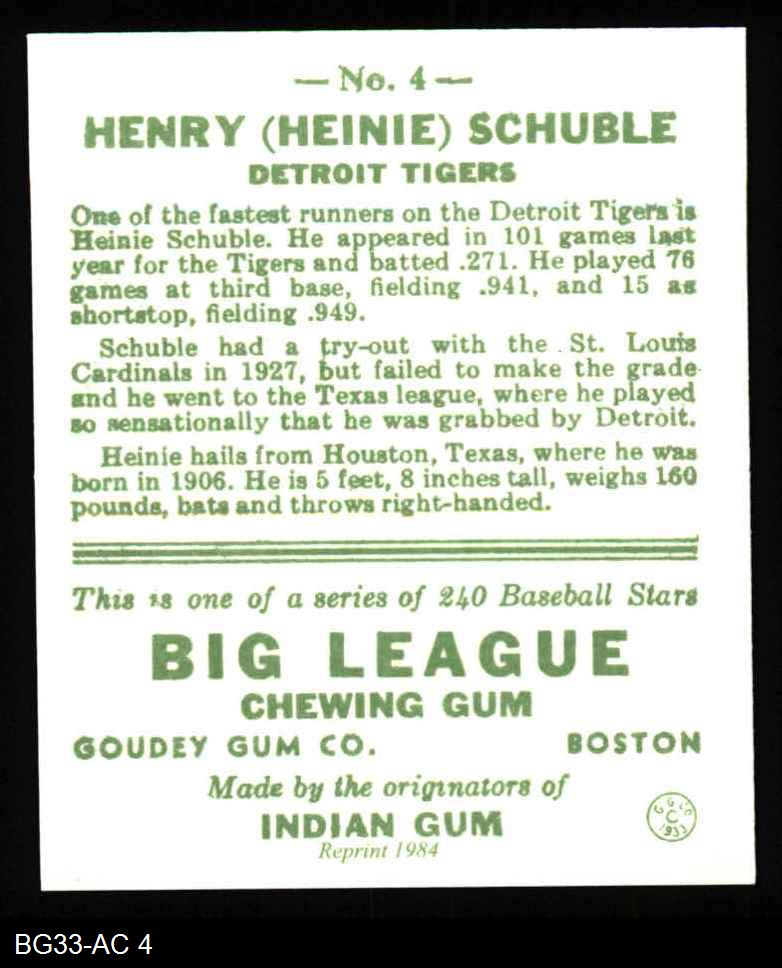 — No. 4 —
HENRY (HEINIE) SCHUBLE
DETROIT TIGERS
One of the fastest runners on the Detroit Tigers is
Heinie Schuble. He appeared in 101 games last
year for the Tigers and batted .271. He played 76
games at third base, fielding .941, and 15 as
shortstop, fielding .949.
Schuble had a try-out with the St. Louis
Cardinals in 1927, but failed to make the grade
and he went to the Texas league, where he played
so sensationally that he was grabbed by Detroit.
Heinie hails from Houston, Texas, where he was
born in 1906. He is 5 feet, 8 inches tall, weighs 160
pounds, bats and throws right-handed.
This is one of a series of 240 Baseball Stars
BIG LEAGUE
CHEWING GUM
GOUDEY GUM CO. BOSTON
Made by the originators of
INDIAN GUM
Reprint 1984
G. G. Co.
C
1933
BG33-AC 4